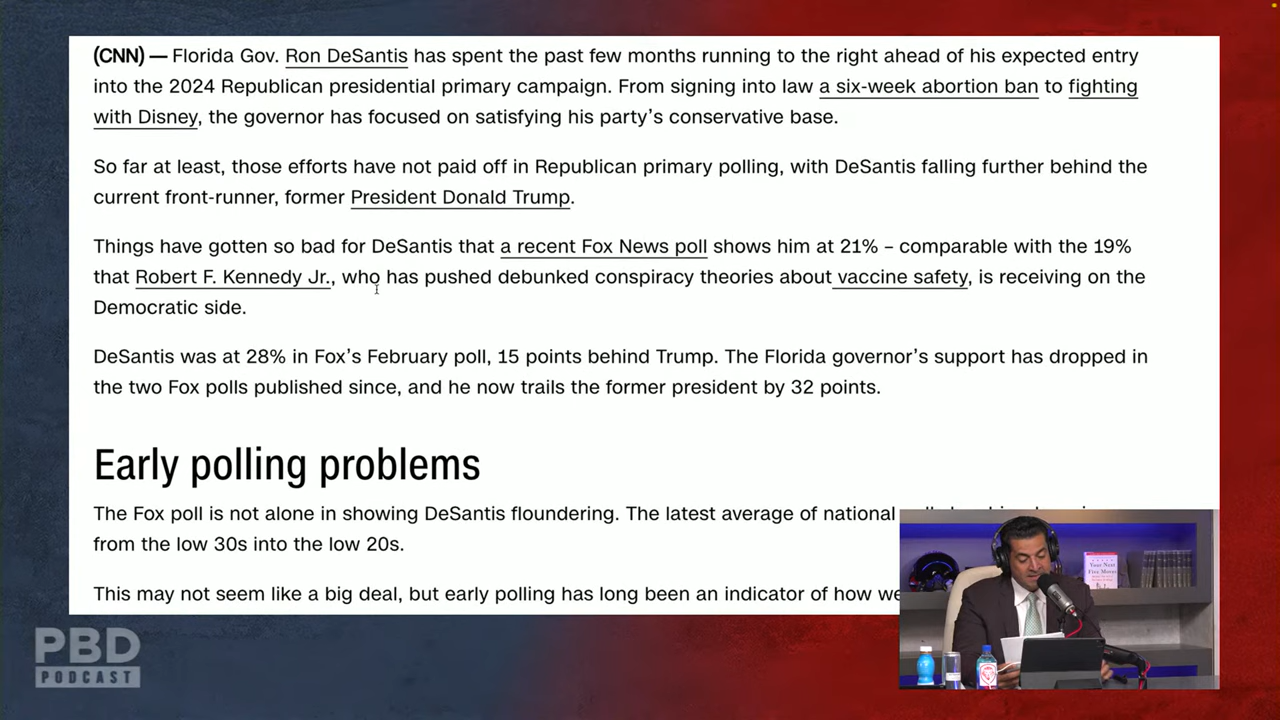 (CNN) — Florida Gov. Ron DeSantis has spent the past few months running to the right ahead of his expected entry
into the 2024 Republican presidential primary campaign. From signing into law a six-week abortion ban to fighting
with Disney, the governor has focused on satisfying his party’s conservative base.
So far at least, those efforts have not paid off in Republican primary polling, with DeSantis falling further behind the
current front-runner, former President Donald Trump.
Things have gotten so bad for DeSantis that a recent Fox News poll shows him at 21% – comparable with the 19%
that Robert F. Kennedy Jr., who has pushed debunked conspiracy theories about vaccine safety, is receiving on the
Democratic side.
DeSantis was at 28% in Fox’s February poll, 15 points behind Trump. The Florida governor’s support has dropped in
the two Fox polls published since, and he now trails the former president by 32 points.
Early polling problems
The Fox poll is not alone in showing DeSantis floundering. The latest average of national
from the low 30s into the low 20s.
This may not seem like a big deal, but early polling has long been an indicator of how
Your Next
Five Moves
PBD
PODCAST